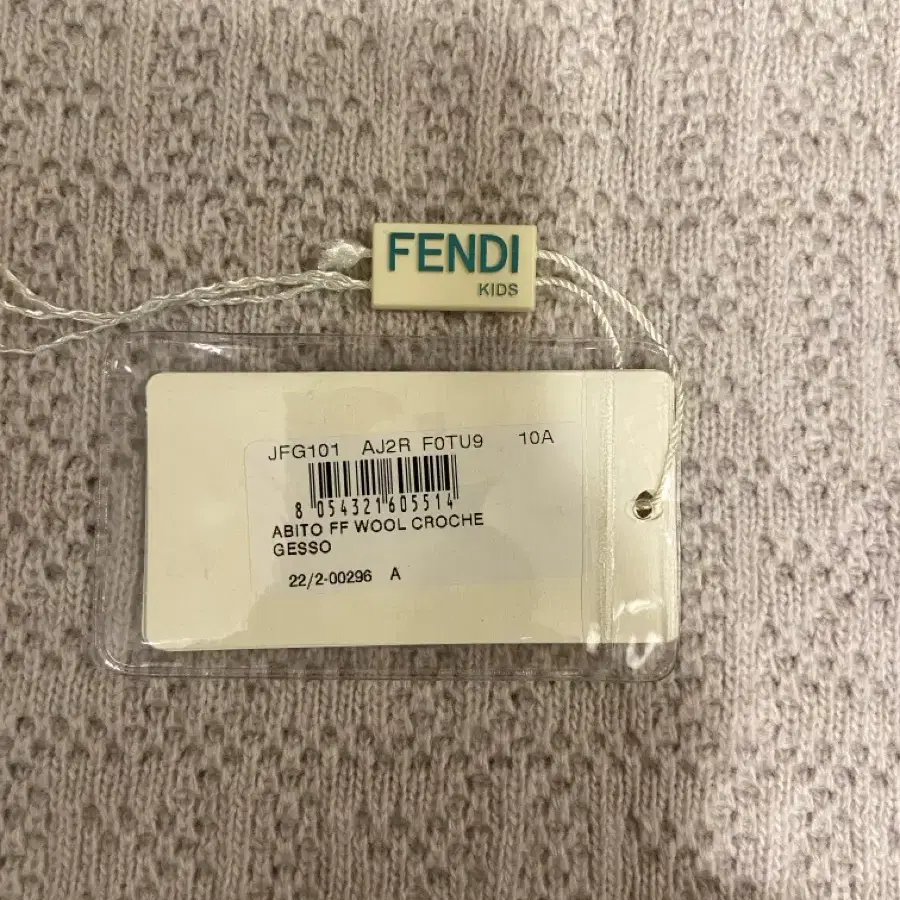 FENDI
KIDS
JFG101 AJ2R F0TU9 10A
8 054321 605514
ABITO FF WOOL CROCHE
GESSO
22/2-00296 A